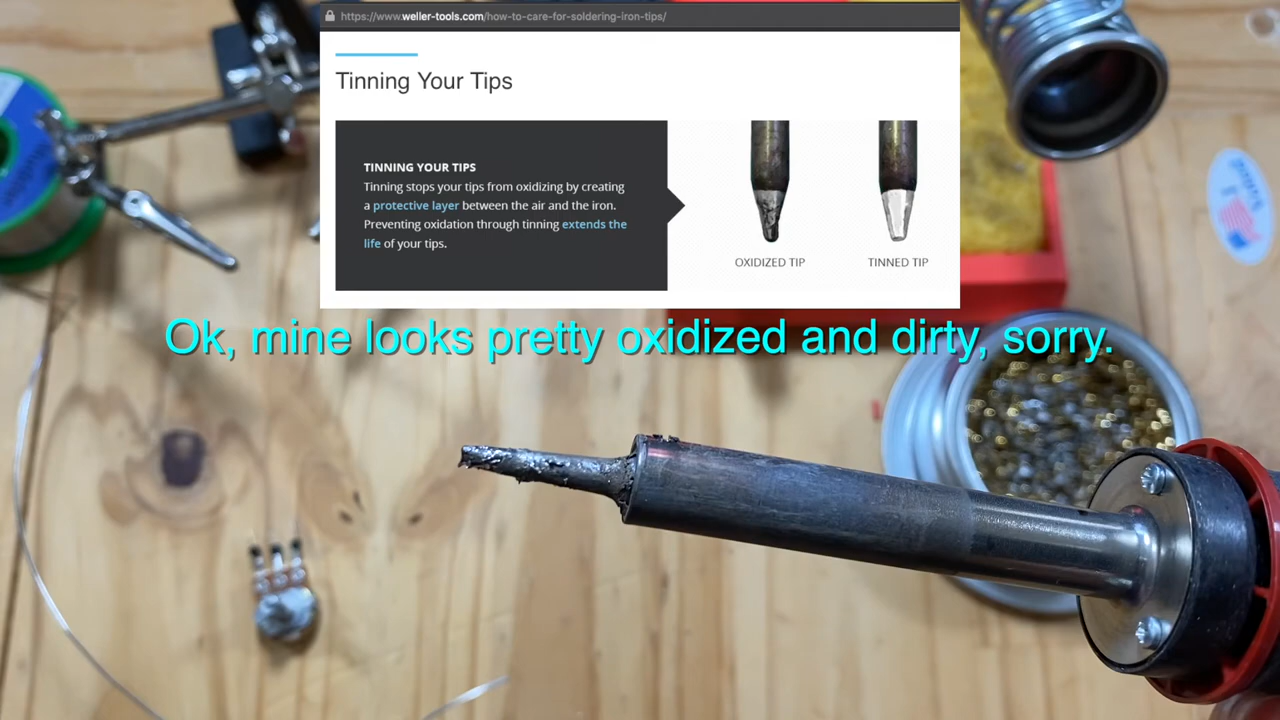 https://www.weller-tools.com/how-to-care-for-soldering-iron-tips/
Tinning Your Tips
TINNING YOUR TIPS
Tinning stops your tips from oxidizing by creating
a protective layer between the air and the iron.
Preventing oxidation through tinning extends the
life of your tips.
OXIDIZED TIP
TINNED TIP
Ok, mine looks pretty oxidized and dirty, sorry.